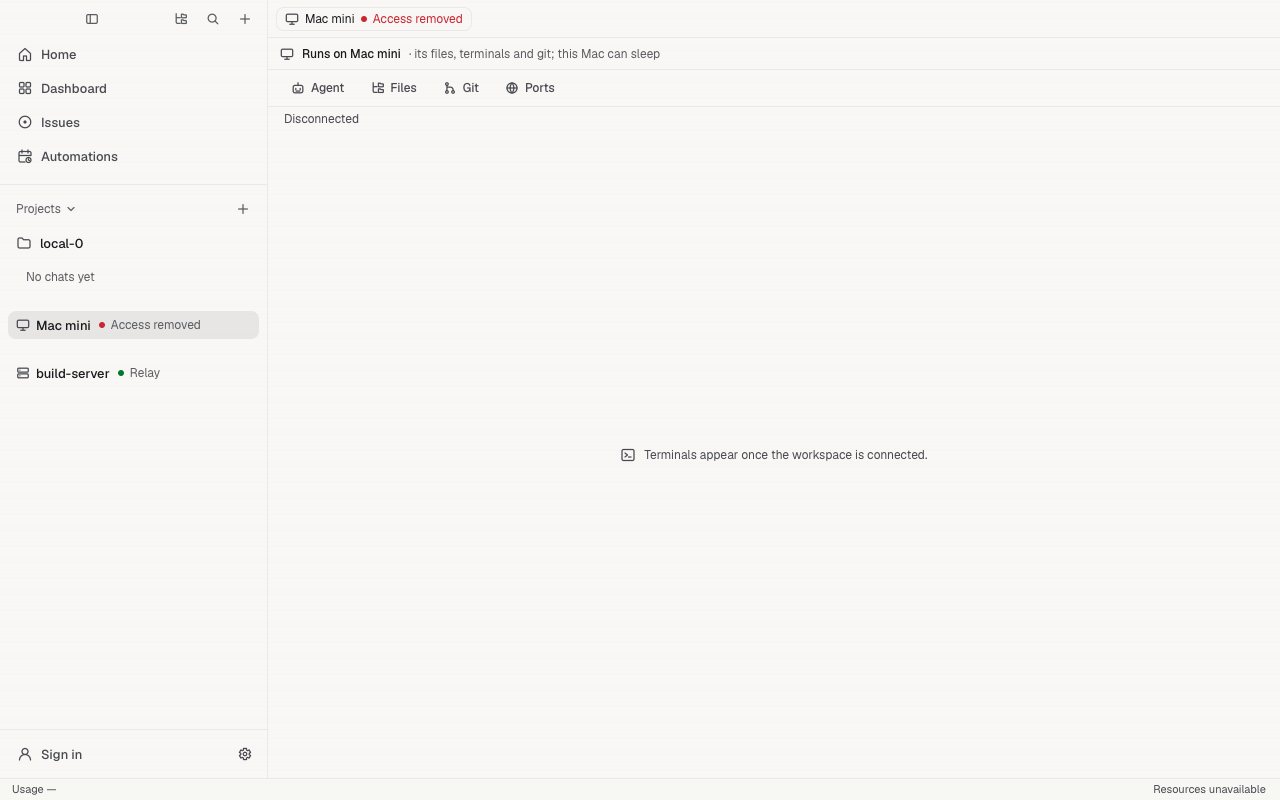 Home
Dashboard
Issues
Automations
Projects
local-0
No chats yet
Mac mini Access removed
build-server Relay
Sign in
Usage —
Mac mini Access removed
Runs on Mac mini · its files, terminals and git; this Mac can sleep
Agent Files Git Ports
Disconnected
Terminals appear once the workspace is connected.
Resources unavailable